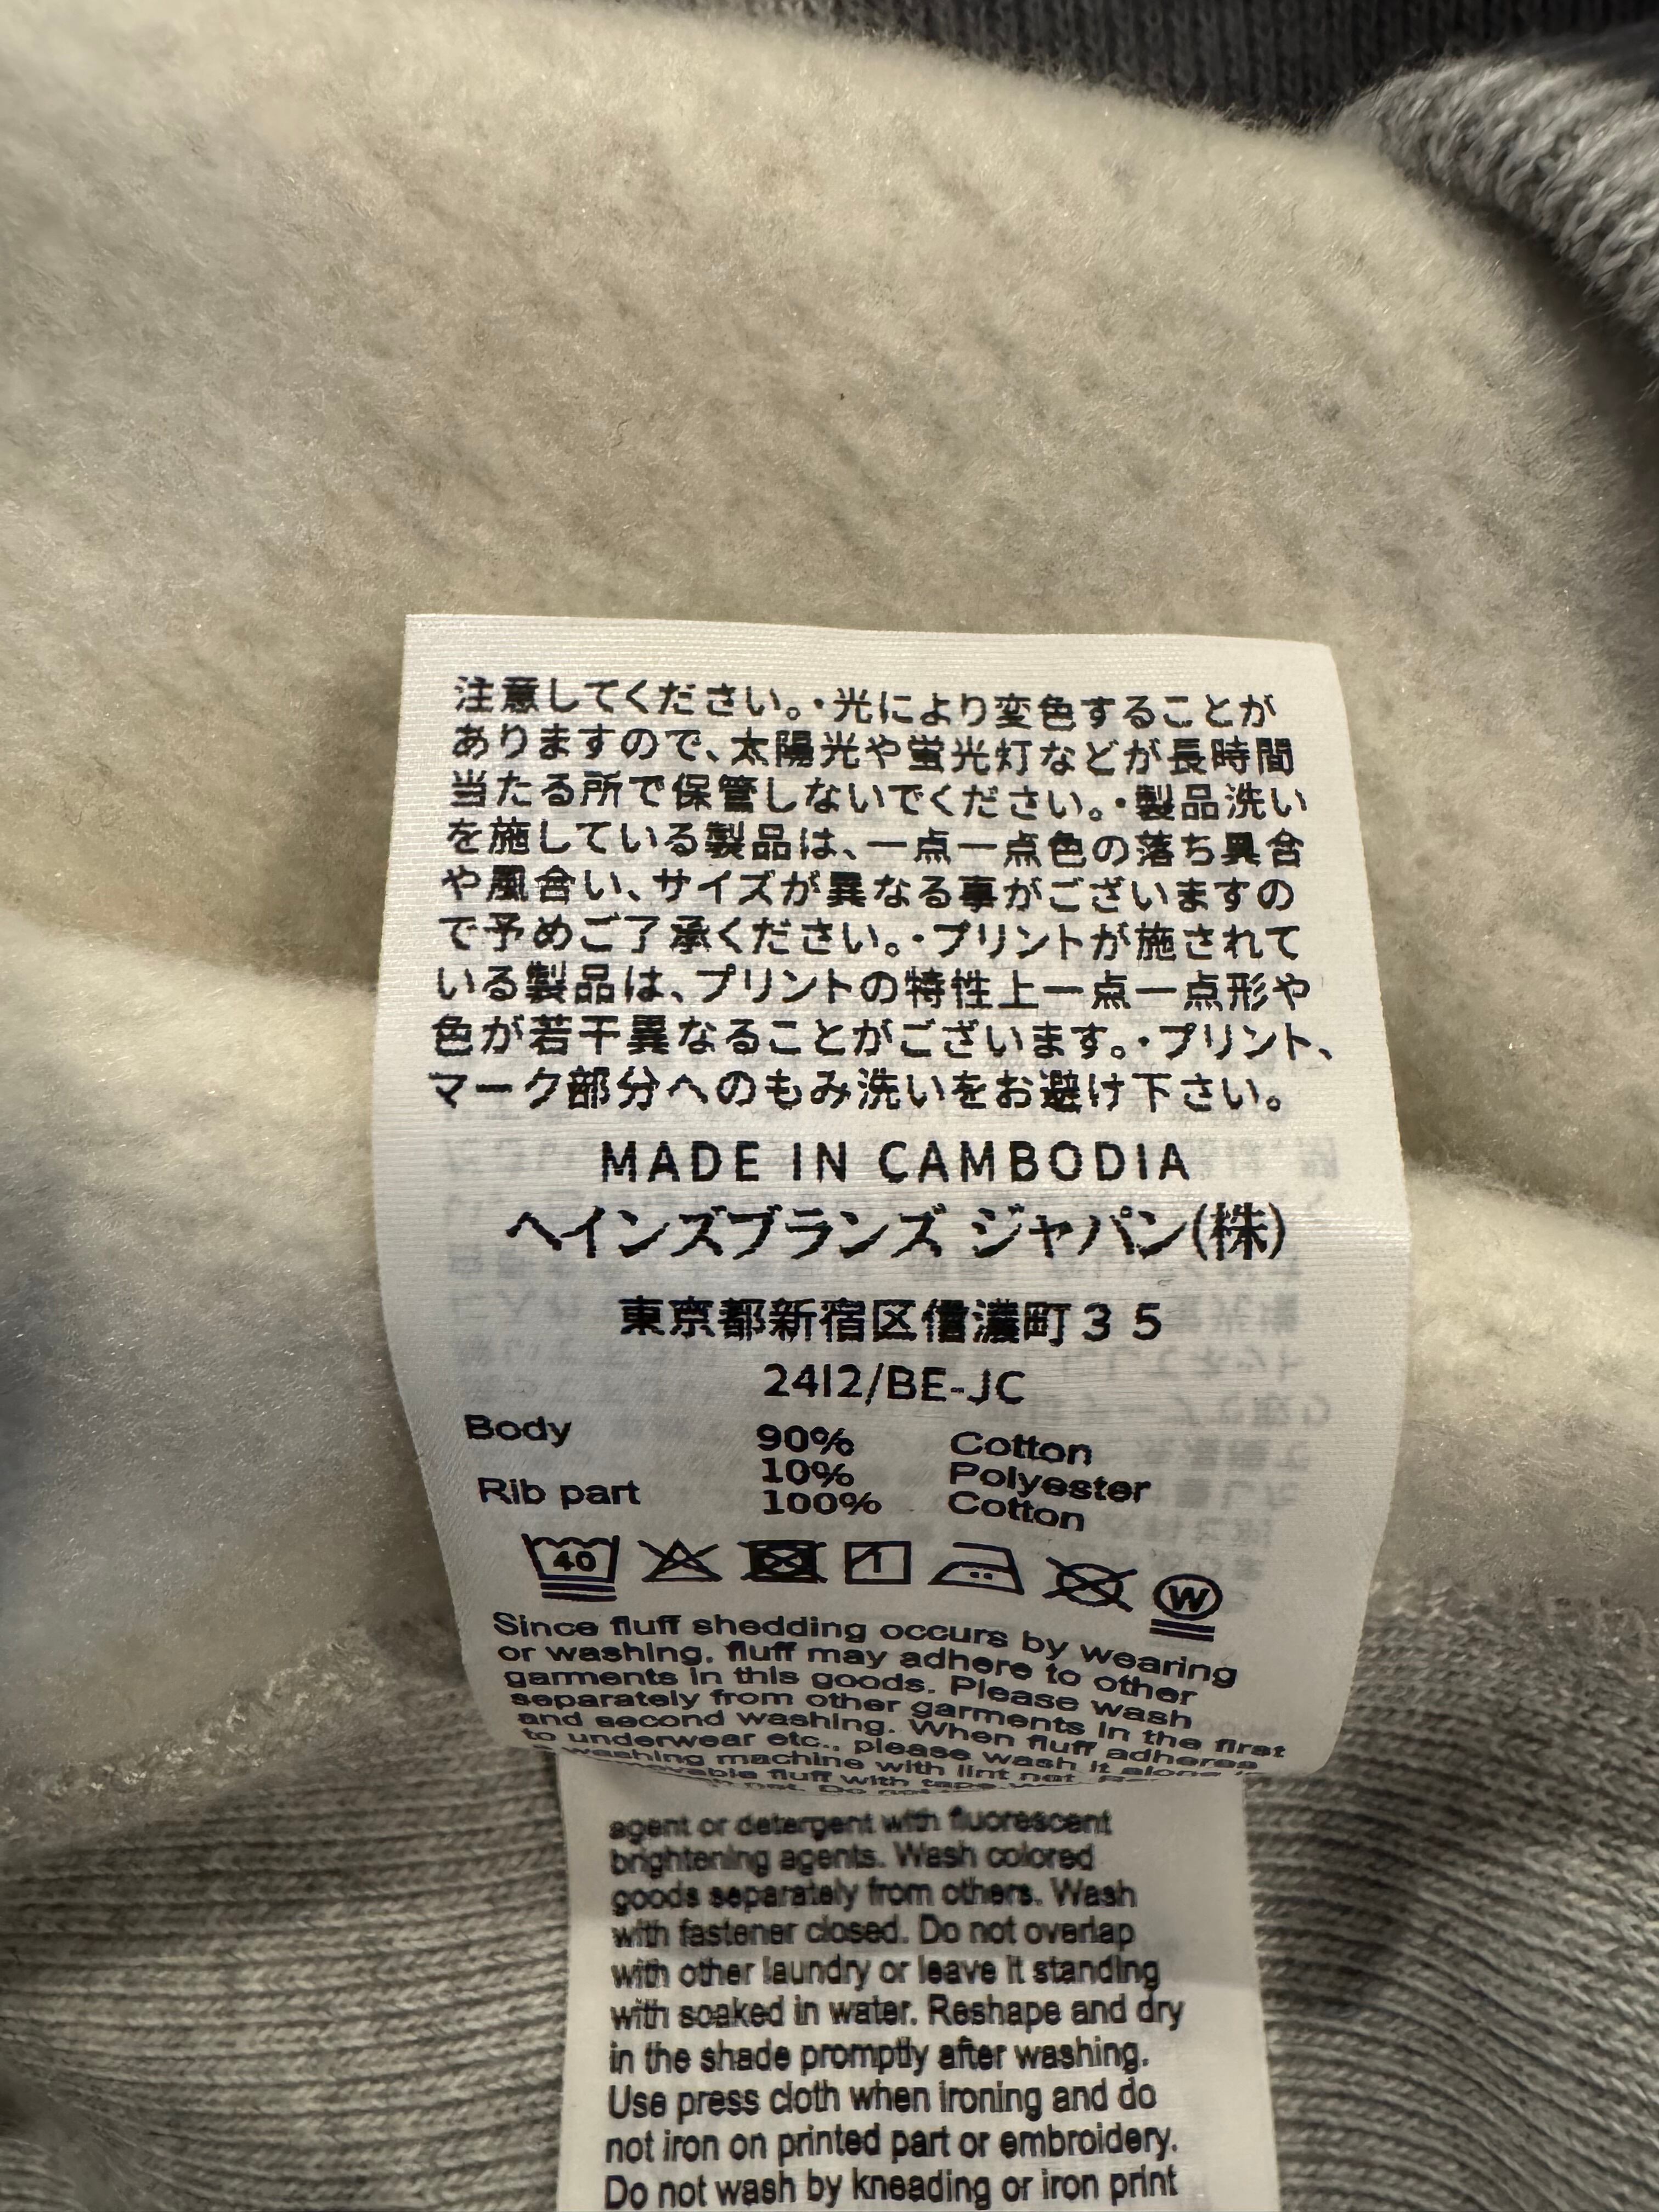 注意してください。・光により変色することが
ありますので、太陽光や蛍光灯などが長時間
当たる所で保管しないでください。・製品洗い
を施している製品は、一点一点色の落ち具合
や風合い、サイズが異なる事がございますの
で予めご了承ください。・プリントが施されて
いる製品は、プリントの特性上一点一点形や
色が若干異なることがございます。・プリント、
マーク部分へのもみ洗いをお避け下さい。
MADE IN CAMBODIA
ヘインズブランズ ジャパン(株)
東京都新宿区信濃町35
2412/BE-JC
Body 90% Cotton
10% Polyester
Rib part 100% Cotton
40 1 W
Since fluff shedding occurs by wearing
or washing, fluff may adhere to other
garments in this goods. Please wash
separately from other garments in the first
and second washing. When fluff adheres
to underwear etc., please wash it alone in
washing machine with lint net.
fluff with tape
net. Do not
agent or detergent with fluorescent
brightening agents. Wash colored
goods separately from others. Wash
with fastener closed. Do not overlap
with other laundry or leave it standing
with soaked in water. Reshape and dry
in the shade promptly after washing.
Use press cloth when ironing and do
not iron on printed part or embroidery.
Do not wash by kneading or iron print